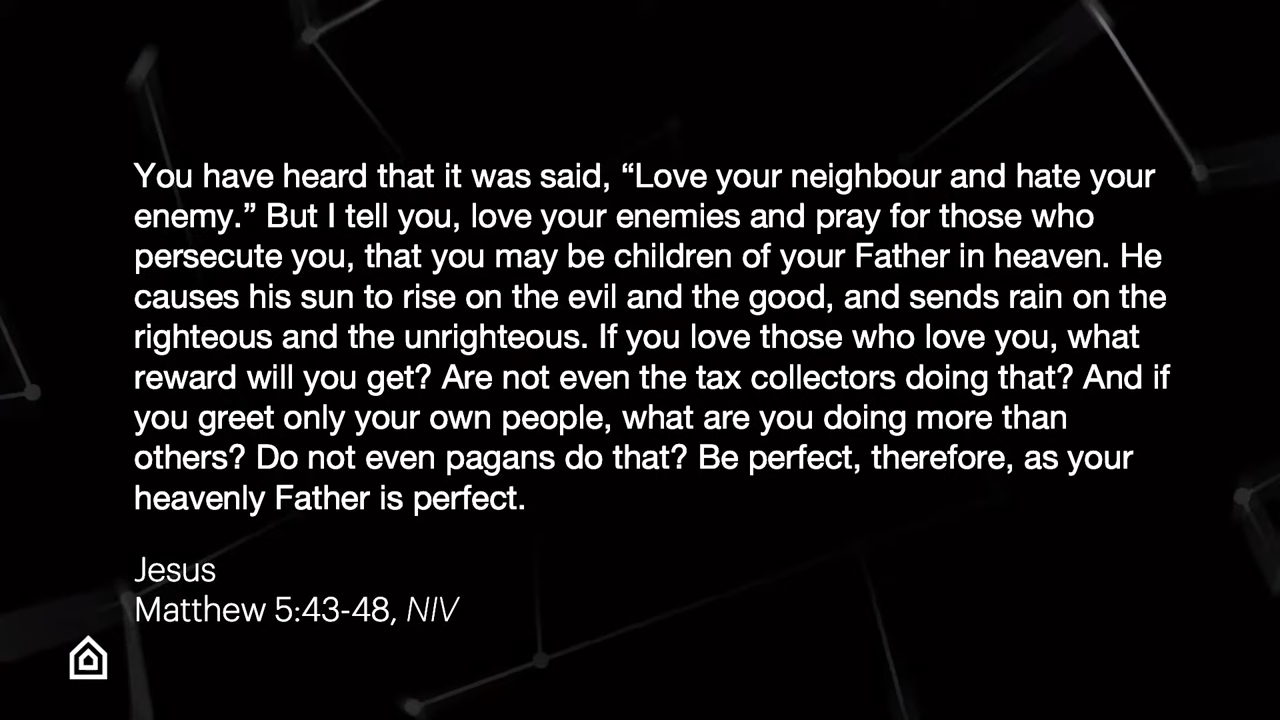 You have heard that it was said, “Love your neighbour and hate your
enemy.” But I tell you, love your enemies and pray for those who
persecute you, that you may be children of your Father in heaven. He
causes his sun to rise on the evil and the good, and sends rain on the
righteous and the unrighteous. If you love those who love you, what
reward will you get? Are not even the tax collectors doing that? And if
you greet only your own people, what are you doing more than
others? Do not even pagans do that? Be perfect, therefore, as your
heavenly Father is perfect.
Jesus
Matthew 5:43-48, NIV